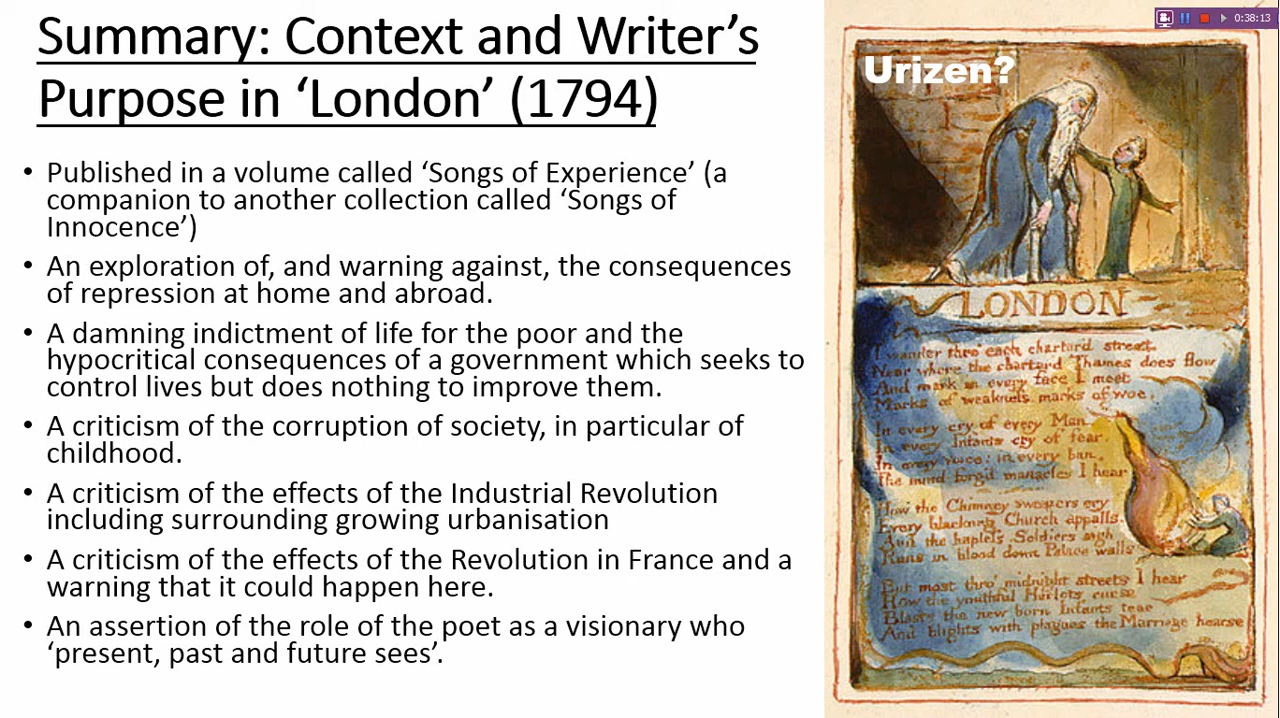 Summary: Context and Writer’s
Purpose in ‘London’ (1794)
• Published in a volume called ‘Songs of Experience’ (a
companion to another collection called ‘Songs of
Innocence’)
• An exploration of, and warning against, the consequences
of repression at home and abroad.
• A damning indictment of life for the poor and the
hypocritical consequences of a government which seeks to
control lives but does nothing to improve them.
• A criticism of the corruption of society, in particular of
childhood.
• A criticism of the effects of the Industrial Revolution
including surrounding growing urbanisation
• A criticism of the effects of the Revolution in France and a
warning that it could happen here.
• An assertion of the role of the poet as a visionary who
‘present, past and future sees’.
0:38:13
Urizen?
LONDON
I wander thro each charterd street,
Near where the charterd Thames does flow
And mark in every face I meet
Marks of weakness marks of woe.
In every cry of every Man
In every Infants cry of fear
In every voice; in every ban,
The mind forg'd manacles I hear
How the Chimney sweepers cry
Every blackning Church appalls
And the hapless Soldiers sigh
Runs in blood down Palace walls
But most thro' midnight streets I hear
How the youthful Harlots curse
Blasts the new born Infants tear
And blights with plagues the Marriage hearse